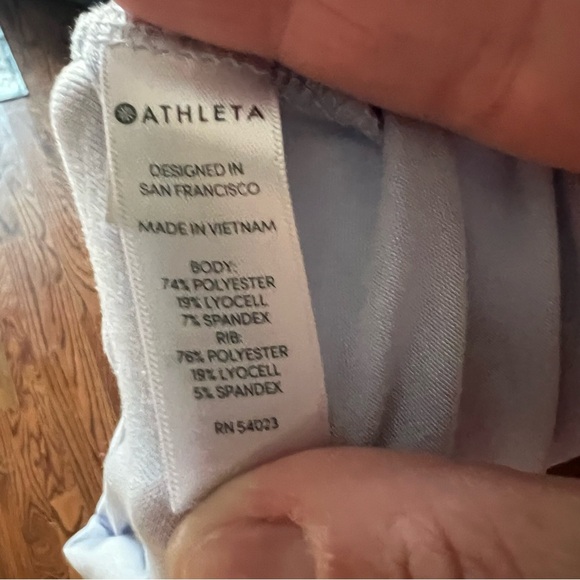 ATHLETA
DESIGNED IN
SAN FRANCISCO
MADE IN VIETNAM
BODY:
74% POLYESTER
19% LYOCELL
7% SPANDEX
RIB:
76% POLYESTER
19% LYOCELL
5% SPANDEX
RN 54023